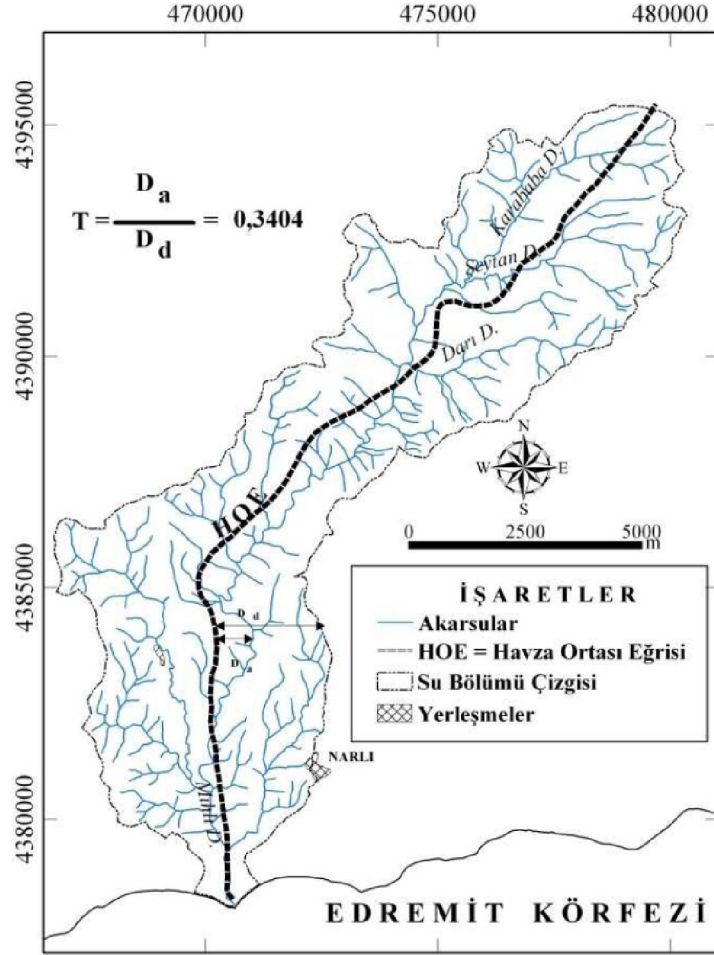 470000 475000 480000
4395000
4390000
4385000
4380000
D a
T = = 0,3404
D d
Karababa D.
Şeytan D.
Darı D.
HOE
N
W E
S
0 2500 5000
m
D d
D a
İŞARETLER
Akarsular
HOE = Havza Ortası Eğrisi
Su Bölümü Çizgisi
Yerleşmeler
NARLI
Mıhlı D.
EDREMİT KÖRFEZİ